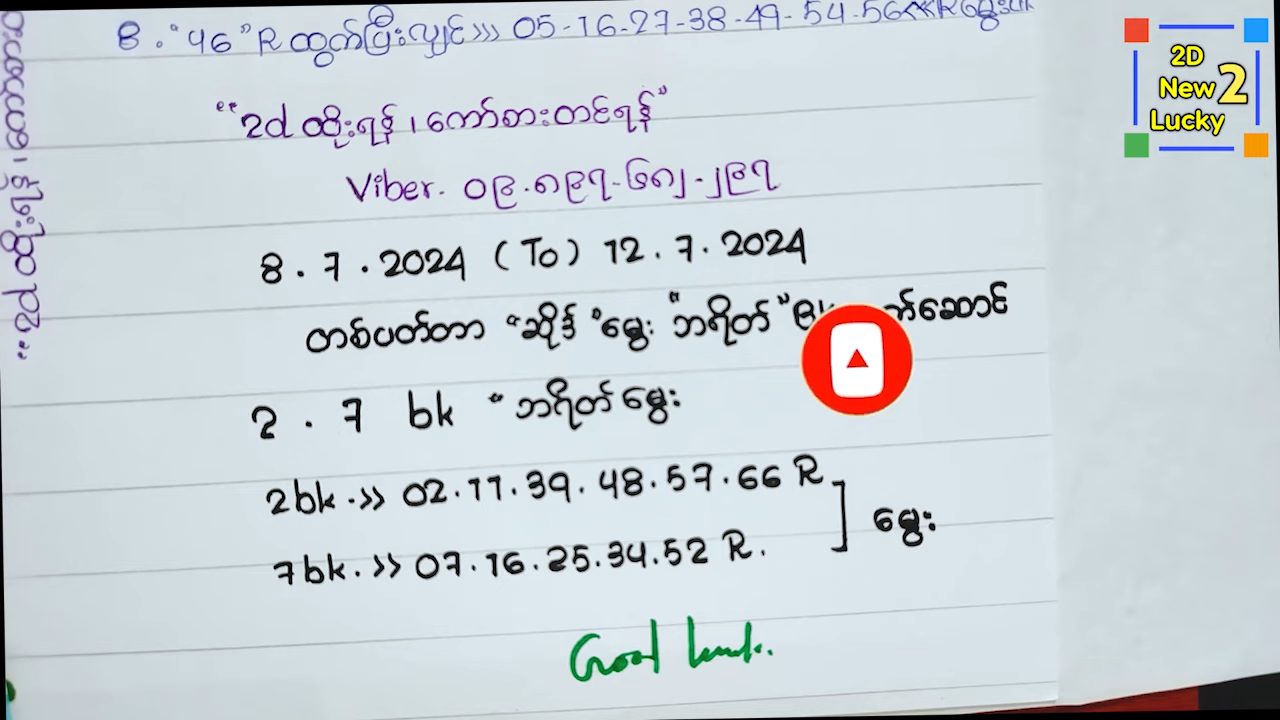 8 . "46" R ထွက်ပြီးလျှင် >>> 05-16-27-38-49-54-56
"2d ထိုးရန် ၊ ကော်စားတင်ရန်"
Viber. ၀၉.၈၉၇-၆၈၂-၂၉၇
8.7.2024 (To) 12.7.2024
တစ်ပတ်တာ "ဆိုဒ်" မွေး "ဘရိတ်"
2 . 7 bk " ဘရိတ် မွေး
2bk.>> 02.11.39.48.57.66 R
7bk.>> 07.16.25.34.52 R.
မွေး
Good luck.
2D
New 2
Lucky